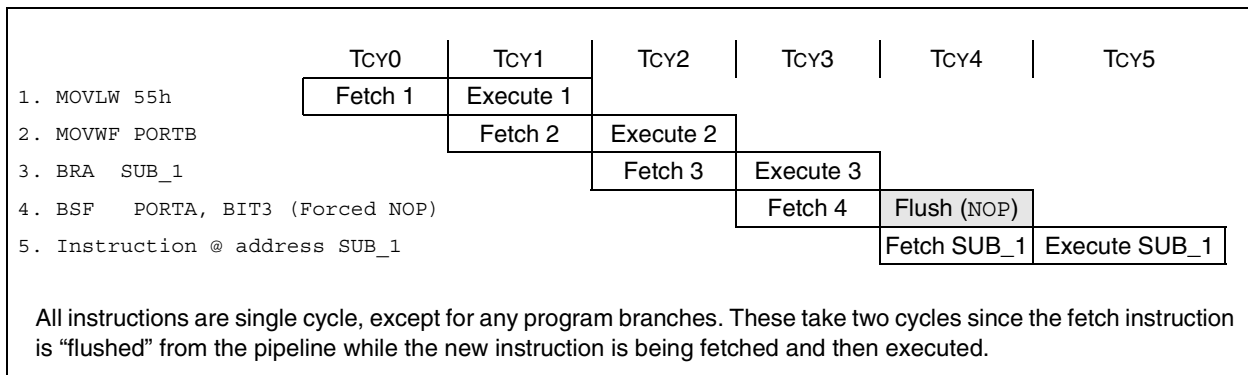 TCY0 TCY1 TCY2 TCY3 TCY4 TCY5
1. MOVLW 55h Fetch 1 Execute 1
2. MOVWF PORTB Fetch 2 Execute 2
3. BRA SUB_1 Fetch 3 Execute 3
4. BSF PORTA, BIT3 (Forced NOP) Fetch 4 Flush (NOP)
5. Instruction @ address SUB_1 Fetch SUB_1 Execute SUB_1
All instructions are single cycle, except for any program branches. These take two cycles since the fetch instruction
is “flushed” from the pipeline while the new instruction is being fetched and then executed.